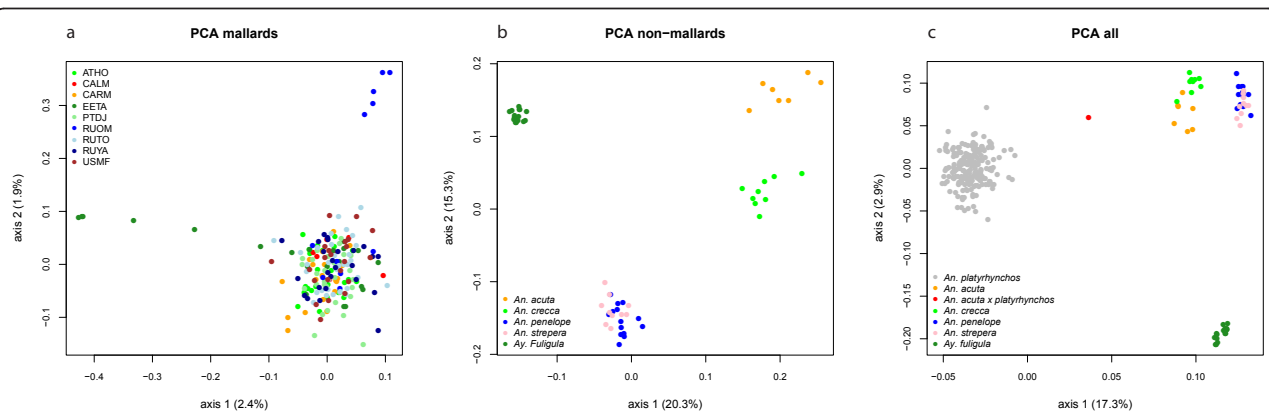 a
PCA mallards
ATHO
CALM
CARM
EETA
PTDJ
RUOM
RUTO
RUYA
USMF
0.3
0.2
0.1
0.0
−0.1
axis 2 (1.9%)
−0.4
−0.3
−0.2
−0.1
0.0
0.1
axis 1 (2.4%)
b
PCA non-mallards
0.2
0.1
0.0
−0.1
−0.2
axis 2 (15.3%)
An. acuta
An. crecca
An. penelope
An. strepera
Ay. Fuligula
−0.1
0.0
0.1
0.2
axis 1 (20.3%)
c
PCA all
0.10
0.05
0.00
−0.05
−0.10
−0.15
−0.20
axis 2 (2.9%)
An. platyrhynchos
An. acuta
An. acuta x platyrhynchos
An. crecca
An. penelope
An. strepera
Ay. fuligula
−0.05
0.00
0.05
0.10
axis 1 (17.3%)